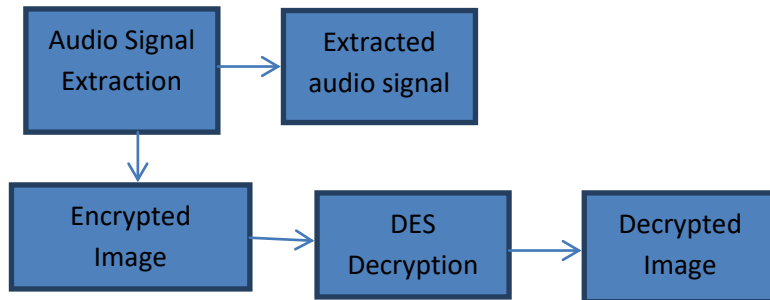 Audio Signal
Extraction
Extracted
audio signal
Encrypted
Image
DES
Decryption
Decrypted
Image